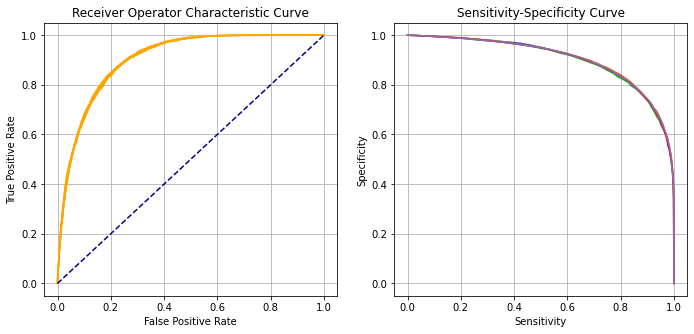 Receiver Operator Characteristic Curve
1.0
0.8
0.6
0.4
0.2
0.0
True Positive Rate
0.0 0.2 0.4 0.6 0.8 1.0
False Positive Rate
Sensitivity-Specificity Curve
1.0
0.8
0.6
0.4
0.2
0.0
Specificity
0.0 0.2 0.4 0.6 0.8 1.0
Sensitivity